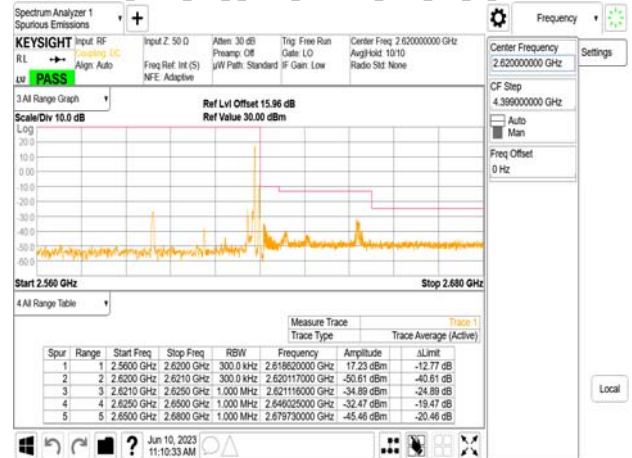 Spectrum Analyzer 1
Spurious Emissions
Frequency
KEYSIGHT Input: RF Input Z: 50 Ω Atten: 30 dB Trig: Free Run Center Freq: 2.620000000 GHz
RL Coupling: DC Preamp: Off Gate: LO Avg|Hold: 10/10
Align: Auto Freq Ref: Int (S) µW Path: Standard IF Gain: Low Radio Std: None
NFE: Adaptive
PASS
Center Frequency
2.620000000 GHz
Settings
CF Step
4.399000000 GHz
Auto
Man
Freq Offset
0 Hz
3 All Range Graph
Ref Lvl Offset 15.96 dB
Scale/Div 10.0 dB Ref Value 30.00 dBm
Log
20.0
10.0
0.00
-10.0
-20.0
-30.0
-40.0
-50.0
-60.0
Start 2.560 GHz Stop 2.680 GHz
4 All Range Table
Measure Trace Trace 1
Trace Type Trace Average (Active)
Spur Range Start Freq Stop Freq RBW Frequency Amplitude ΔLimit
1 1 2.5600 GHz 2.6200 GHz 300.0 kHz 2.618620000 GHz 17.23 dBm -12.77 dB
2 2 2.6200 GHz 2.6210 GHz 300.0 kHz 2.620117000 GHz -50.61 dBm -40.61 dB
3 3 2.6210 GHz 2.6250 GHz 1.000 MHz 2.621116000 GHz -34.89 dBm -24.89 dB
4 4 2.6250 GHz 2.6500 GHz 1.000 MHz 2.646025000 GHz -32.47 dBm -19.47 dB
5 5 2.6500 GHz 2.6800 GHz 1.000 MHz 2.679730000 GHz -45.46 dBm -20.46 dB
Local
Jun 10, 2023
11:10:33 AM